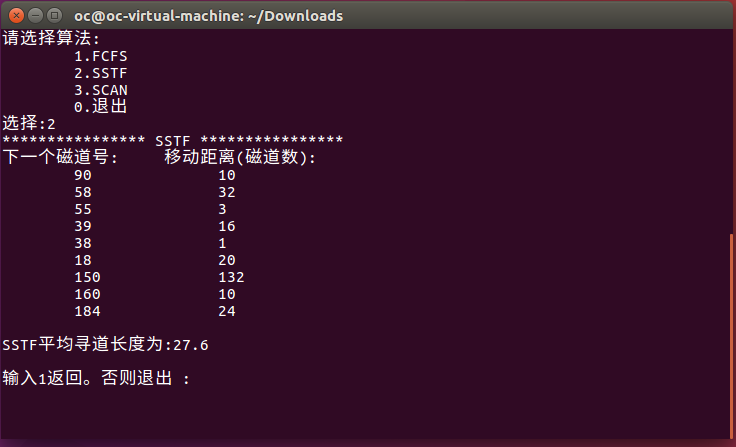 oc@oc-virtual-machine: ~/Downloads
请选择算法:
1.FCFS
2.SSTF
3.SCAN
0.退出
选择:2
**************** SSTF ****************
下一个磁道号: 移动距离(磁道数):
90 10
58 32
55 3
39 16
38 1
18 20
150 132
160 10
184 24
SSTF平均寻道长度为:27.6
输入1返回。否则退出 :